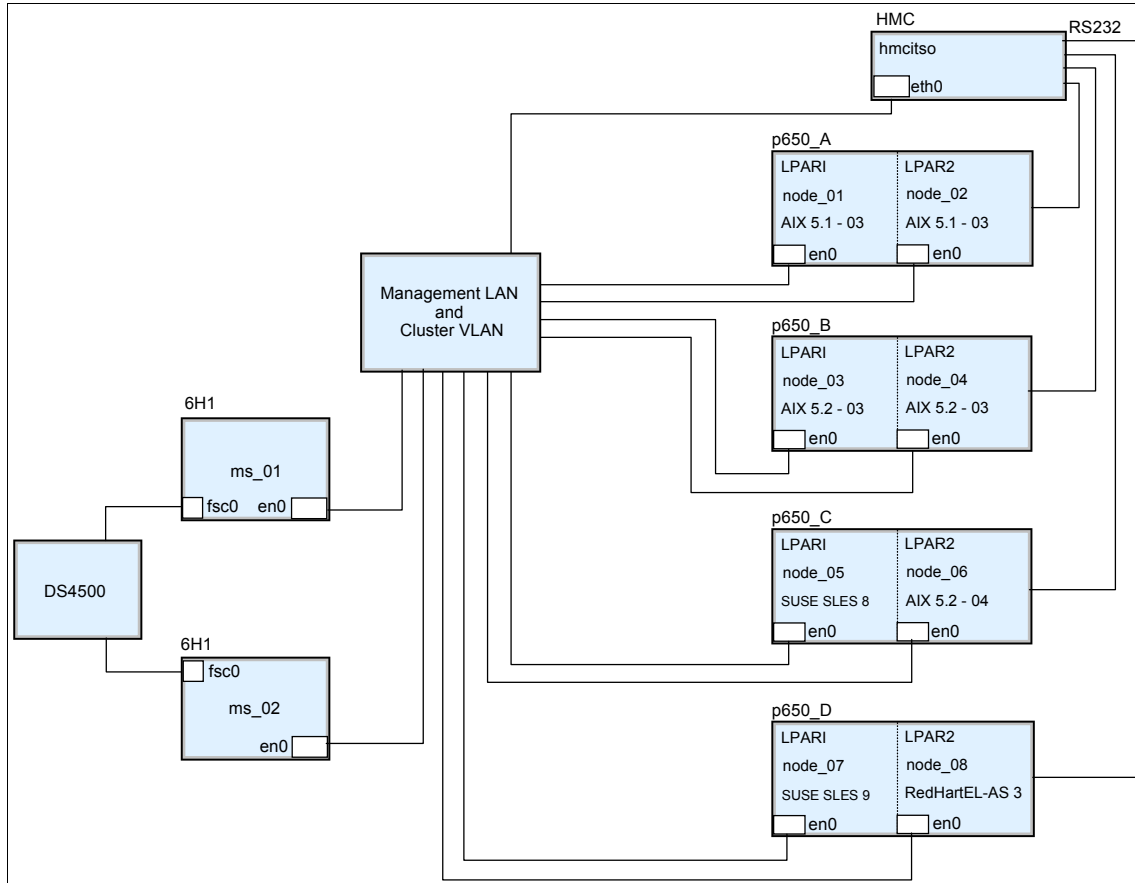 HMC
RS232
hmcitso
eth0
p650_A
LPARI
LPAR2
node_01
node_02
AIX 5.1 - 03
AIX 5.1 - 03
en0
en0
Management LAN
and
Cluster VLAN
p650_B
LPARI
LPAR2
node_03
node_04
AIX 5.2 - 03
AIX 5.2 - 03
en0
en0
6H1
ms_01
fsc0
en0
DS4500
p650_C
LPARI
LPAR2
node_05
node_06
SUSE SLES 8
AIX 5.2 - 04
en0
en0
6H1
fsc0
ms_02
en0
p650_D
LPARI
LPAR2
node_07
node_08
SUSE SLES 9
RedHartEL-AS 3
en0
en0